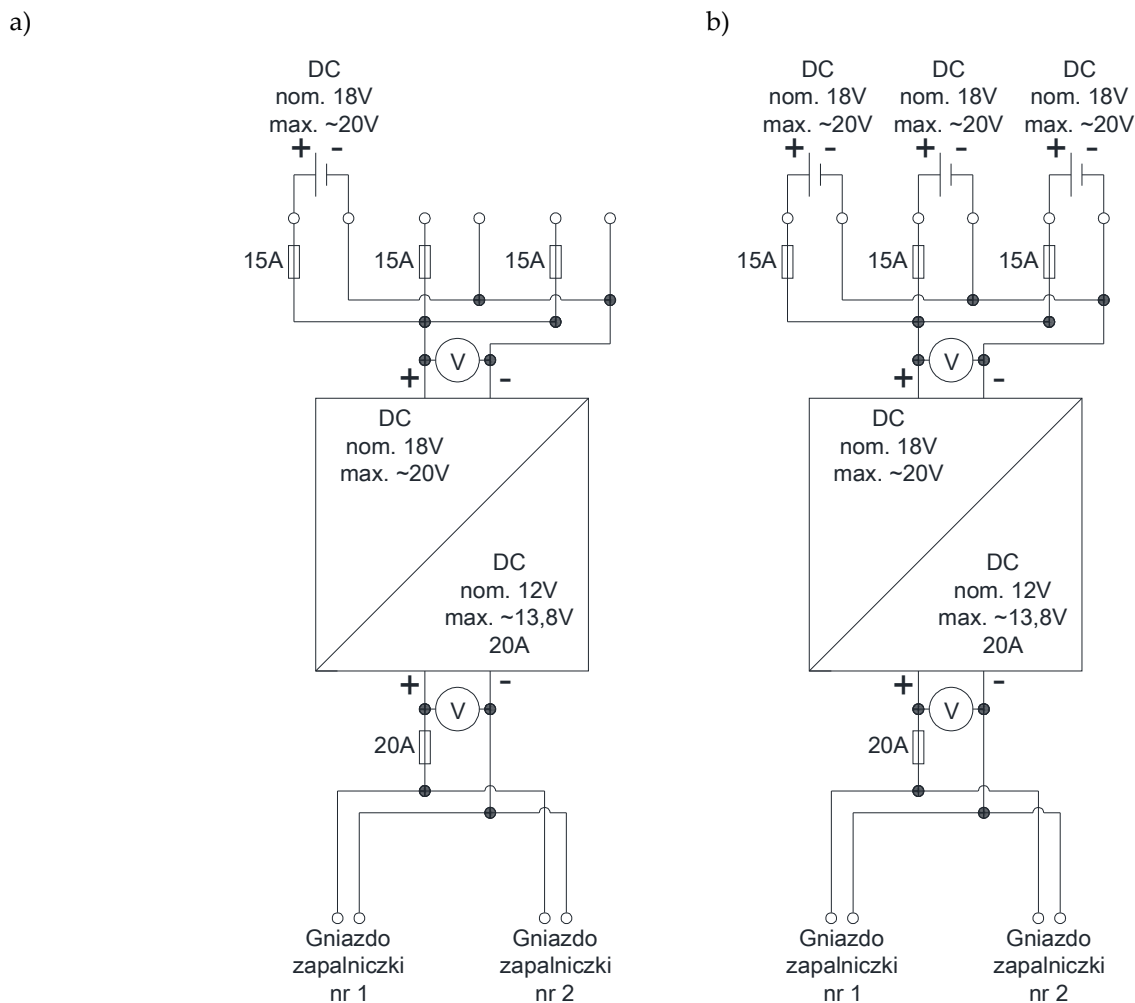 a)
DC
nom. 18V
max. ~20V
+ -
15A
15A
15A
V
+ -
DC
nom. 18V
max. ~20V
DC
nom. 12V
max. ~13,8V
20A
+ -
V
20A
Gniazdo
zapalniczki
nr 1
Gniazdo
zapalniczki
nr 2
b)
DC
nom. 18V
max. ~20V
DC
nom. 18V
max. ~20V
DC
nom. 18V
max. ~20V
+ - + - + -
15A
15A
15A
V
+ -
DC
nom. 18V
max. ~20V
DC
nom. 12V
max. ~13,8V
20A
+ -
V
20A
Gniazdo
zapalniczki
nr 1
Gniazdo
zapalniczki
nr 2